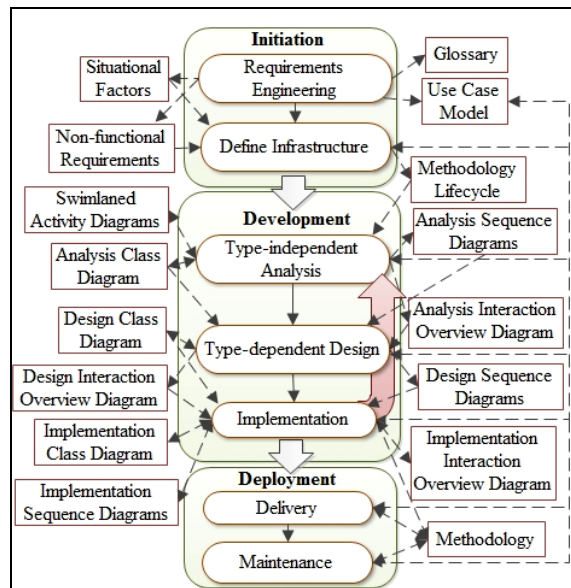 Initiation
Situational
Factors
Requirements
Engineering
Glossary
Use Case
Model
Non-functional
Requirements
Define Infrastructure
Methodology
Lifecycle
Swimlaned
Activity Diagrams
Development
Type-independent
Analysis
Analysis Sequence
Diagrams
Analysis Class
Diagram
Design Class
Diagram
Type-dependent Design
Analysis Interaction
Overview Diagram
Design Interaction
Overview Diagram
Design Sequence
Diagrams
Implementation
Implementation
Class Diagram
Implementation
Interaction
Overview Diagram
Implementation
Sequence Diagrams
Deployment
Delivery
Maintenance
Methodology